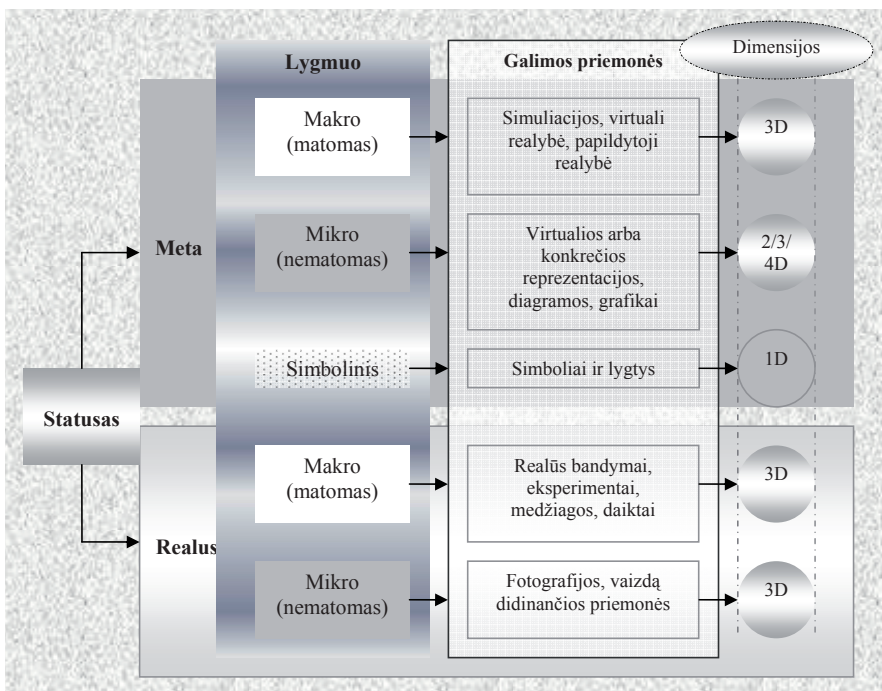 Lygmuo
Galimos priemonės
Dimensijos
Makro
(matomas)
Simuliacijos, virtuali
realybė, papildytoji
realybė
3D
Meta
Mikro
(nematomas)
Virtualios arba
konkrečios
reprezentacijos,
diagramos, grafikai
2/3/
4D
Simbolinis
Simboliai ir lygtys
1D
Statusas
Makro
(matomas)
Realūs bandymai,
eksperimentai,
medžiagos, daiktai
3D
Realus
Mikro
(nematomas)
Fotografijos, vaizdą
didinančios priemonės
3D